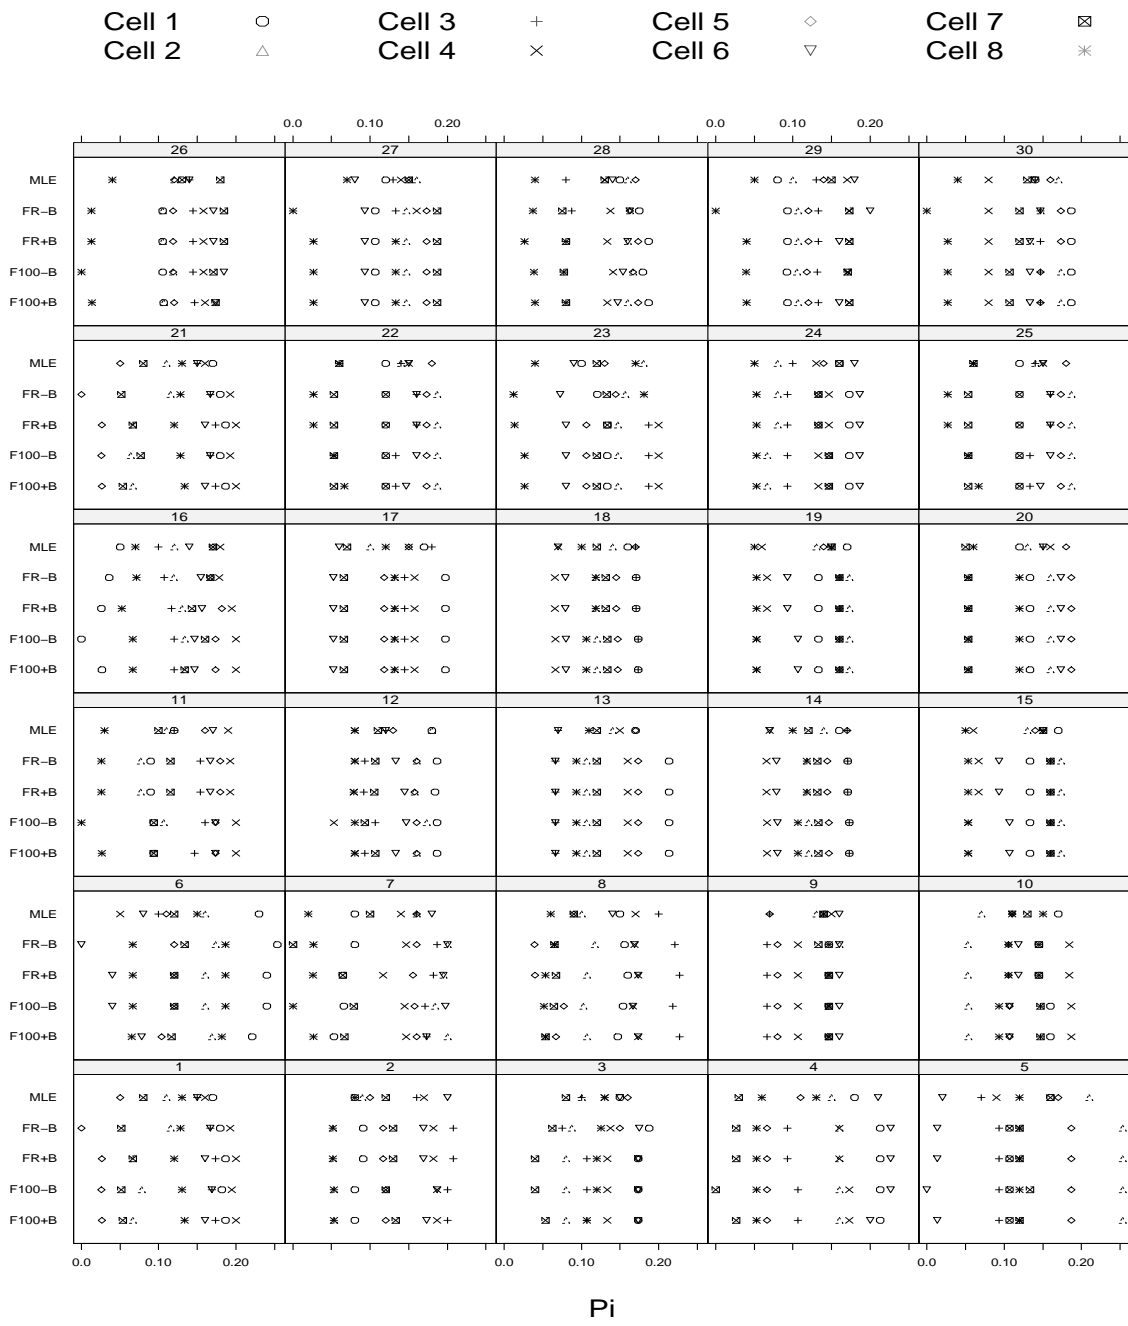 Cell 1 Cell 3 Cell 5 Cell 7
Cell 2 Cell 4 Cell 6 Cell 8
0.0 0.10 0.20 0.0 0.10 0.20
26 27 28 29 30
MLE
FR−B
FR+B
F100−B
F100+B
21 22 23 24 25
MLE
FR−B
FR+B
F100−B
F100+B
16 17 18 19 20
MLE
FR−B
FR+B
F100−B
F100+B
11 12 13 14 15
MLE
FR−B
FR+B
F100−B
F100+B
6 7 8 9 10
MLE
FR−B
FR+B
F100−B
F100+B
1 2 3 4 5
MLE
FR−B
FR+B
F100−B
F100+B
0.0 0.10 0.20 0.0 0.10 0.20 0.0 0.10 0.20
Pi